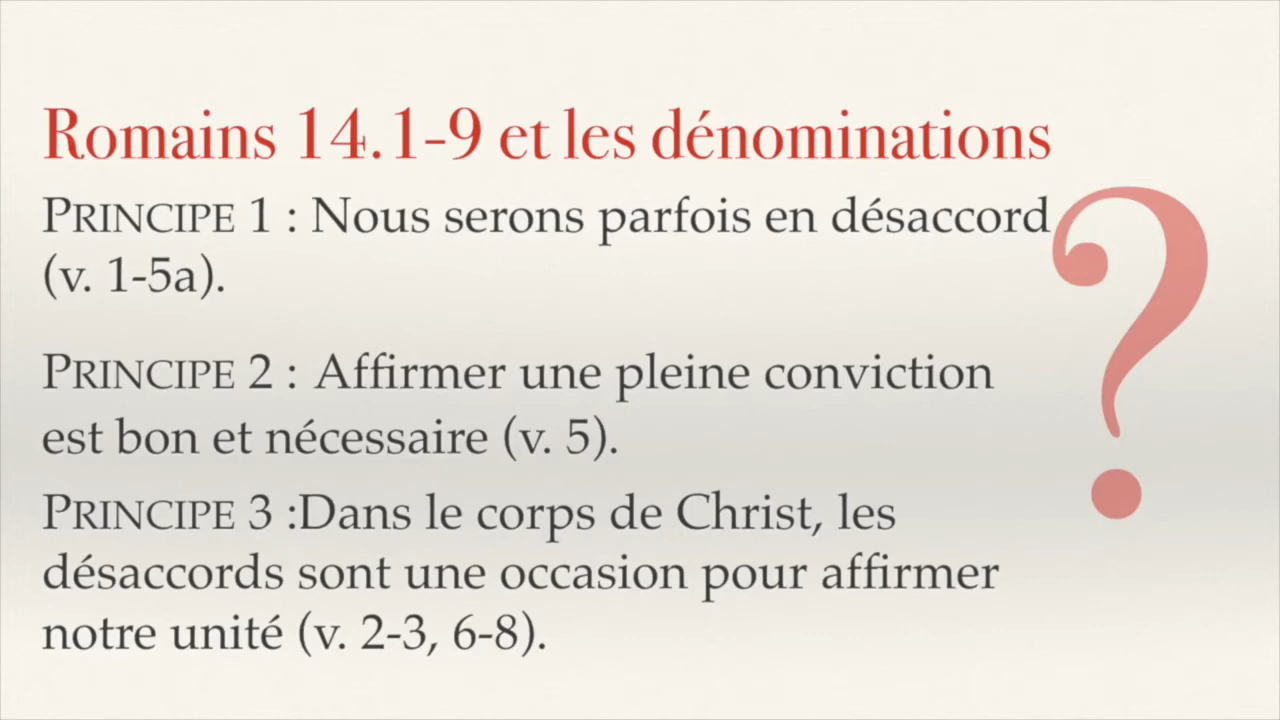 Romains 14.1-9 et les dénominations
PRINCIPE 1 : Nous serons parfois en désaccord
(v. 1-5a).
PRINCIPE 2 : Affirmer une pleine conviction
est bon et nécessaire (v. 5).
PRINCIPE 3 :Dans le corps de Christ, les
désaccords sont une occasion pour affirmer
notre unité (v. 2-3, 6-8).
?